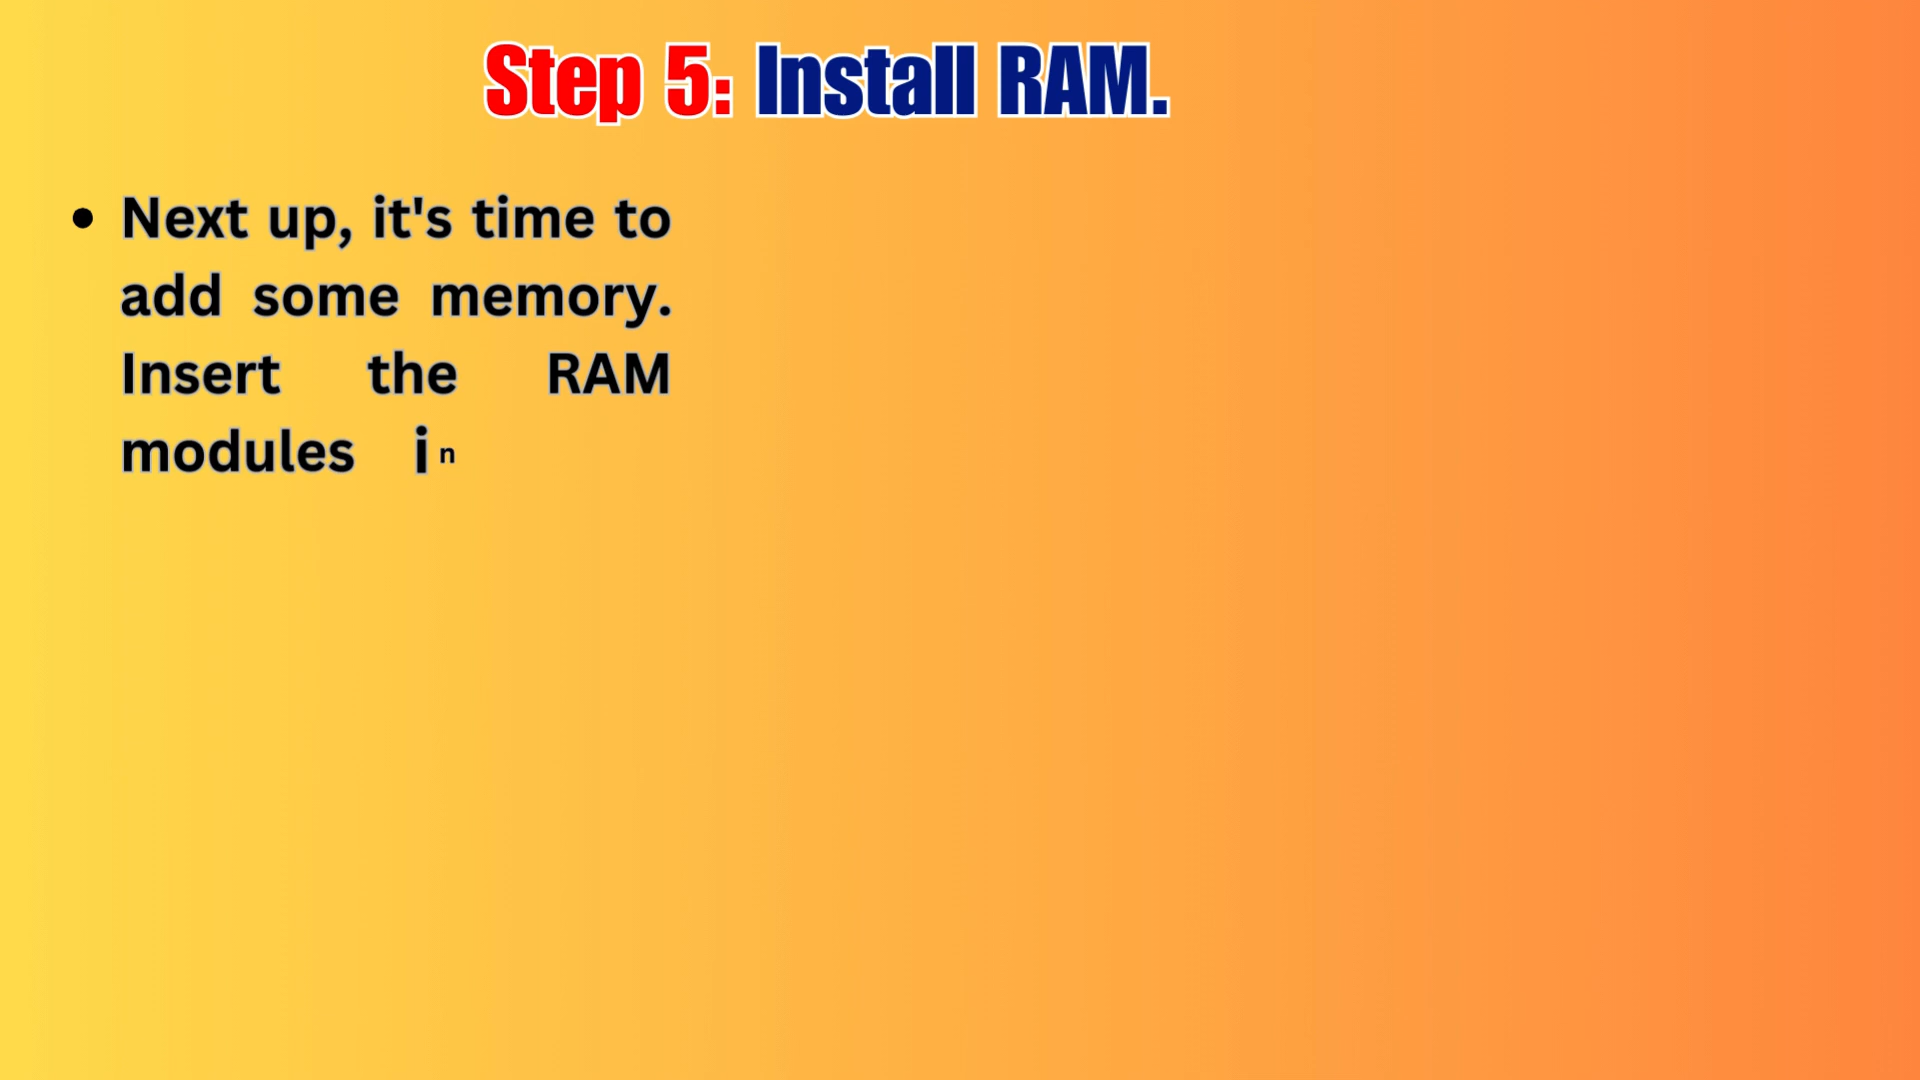 Step 5: Install RAM.
• Next up, it's time to
add some memory.
Insert the RAM
modules in